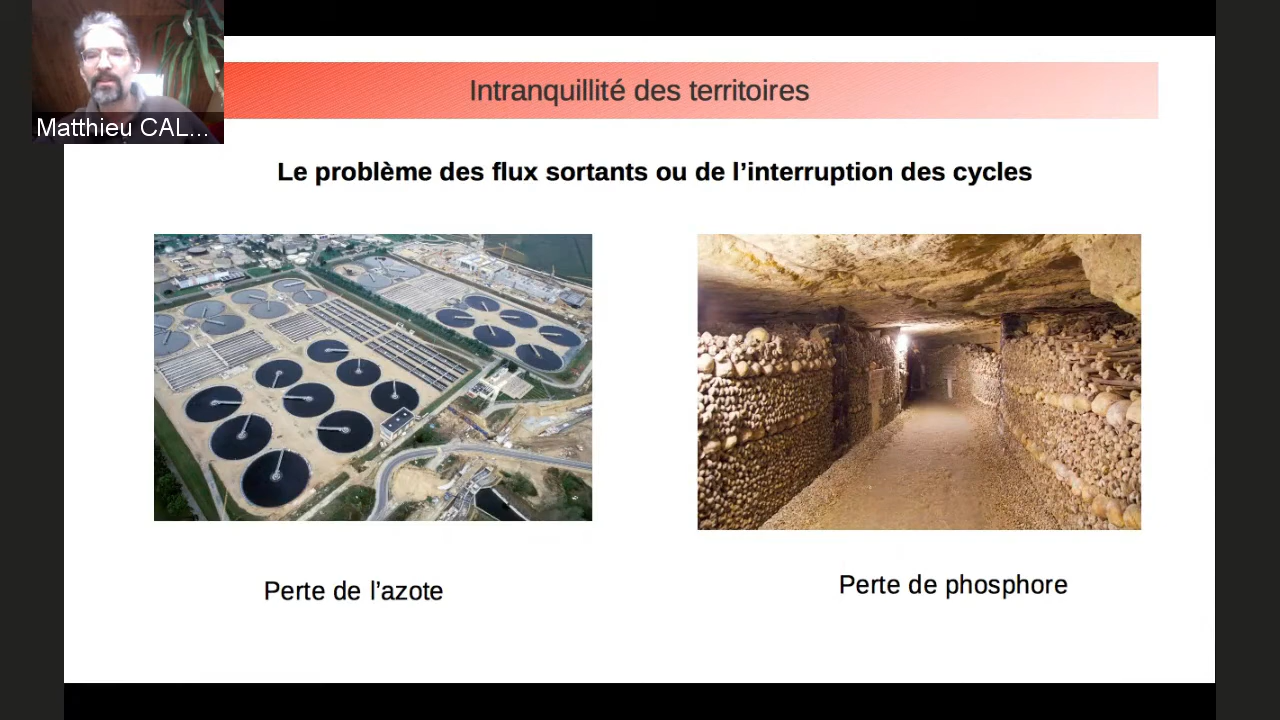 Intranquillité des territoires
Matthieu CAL...
Le problème des flux sortants ou de l’interruption des cycles
Perte de l’azote
Perte de phosphore